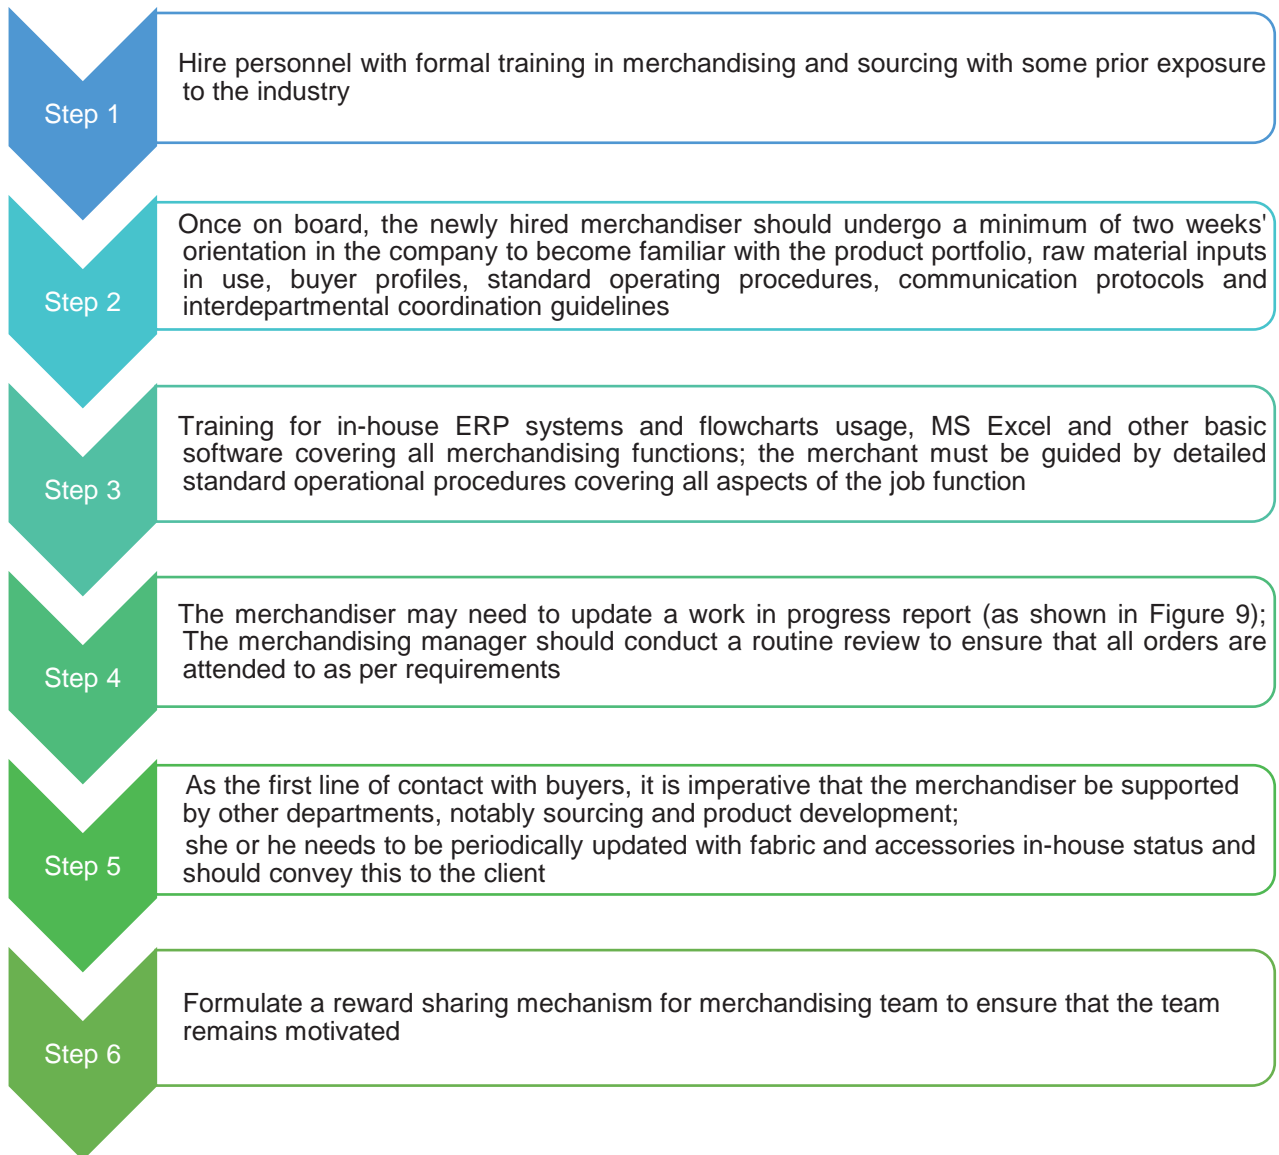 Step 1
Hire personnel with formal training in merchandising and sourcing with some prior exposure
to the industry
Step 2
Once on board, the newly hired merchandiser should undergo a minimum of two weeks'
orientation in the company to become familiar with the product portfolio, raw material inputs
in use, buyer profiles, standard operating procedures, communication protocols and
interdepartmental coordination guidelines
Step 3
Training for in-house ERP systems and flowcharts usage, MS Excel and other basic
software covering all merchandising functions; the merchant must be guided by detailed
standard operational procedures covering all aspects of the job function
Step 4
The merchandiser may need to update a work in progress report (as shown in Figure 9);
The merchandising manager should conduct a routine review to ensure that all orders are
attended to as per requirements
Step 5
As the first line of contact with buyers, it is imperative that the merchandiser be supported
by other departments, notably sourcing and product development;
she or he needs to be periodically updated with fabric and accessories in-house status and
should convey this to the client
Step 6
Formulate a reward sharing mechanism for merchandising team to ensure that the team
remains motivated